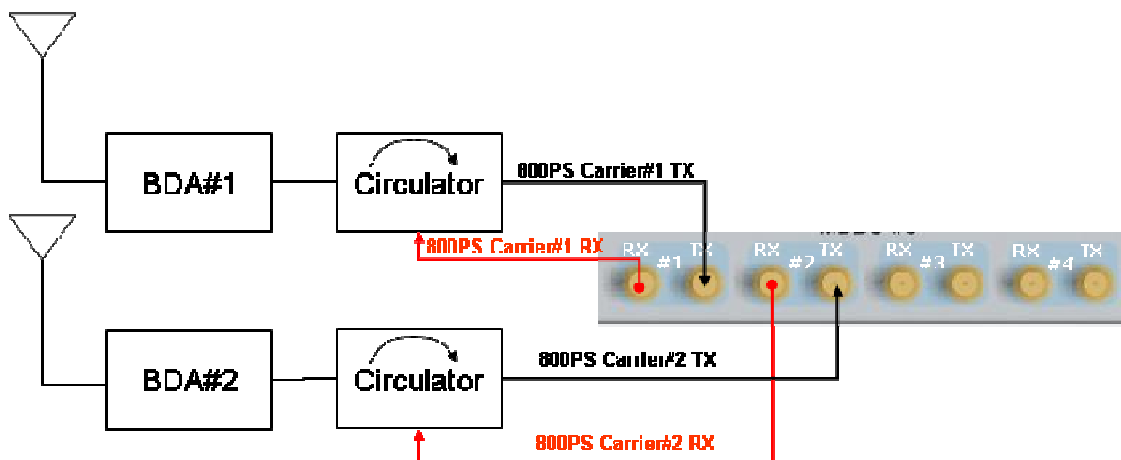 BDA#1
Circulator
800PS Carrier#1 TX
800PS Carrier#1 RX
RX TX RX TX RX TX RX TX
#1 #2 #3 #4
BDA#2
Circulator
800PS Carrier#2 TX
800PS Carrier#2 RX